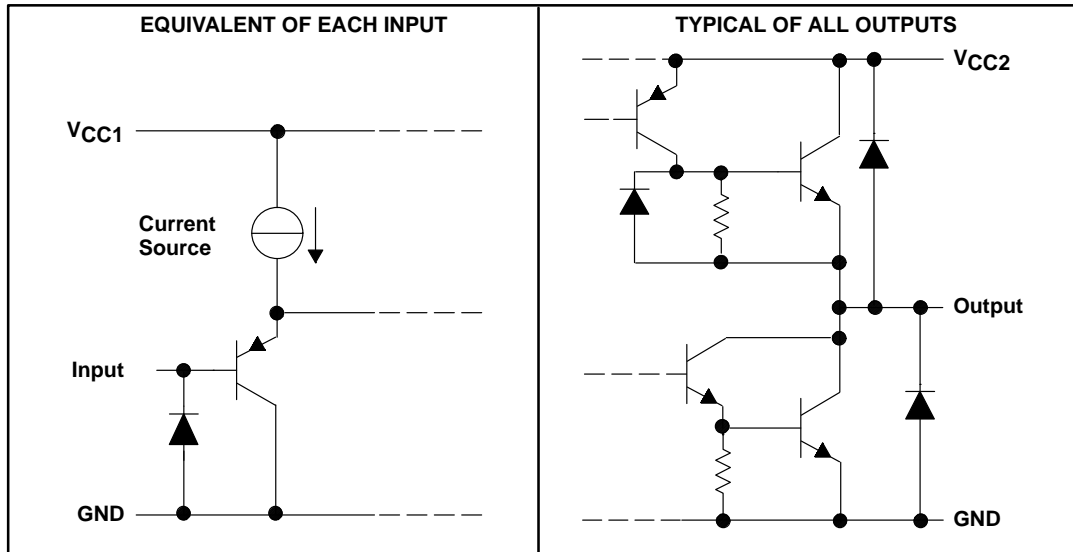 EQUIVALENT OF EACH INPUT
VCC1
Current
Source
Input
GND
TYPICAL OF ALL OUTPUTS
VCC2
Output
GND